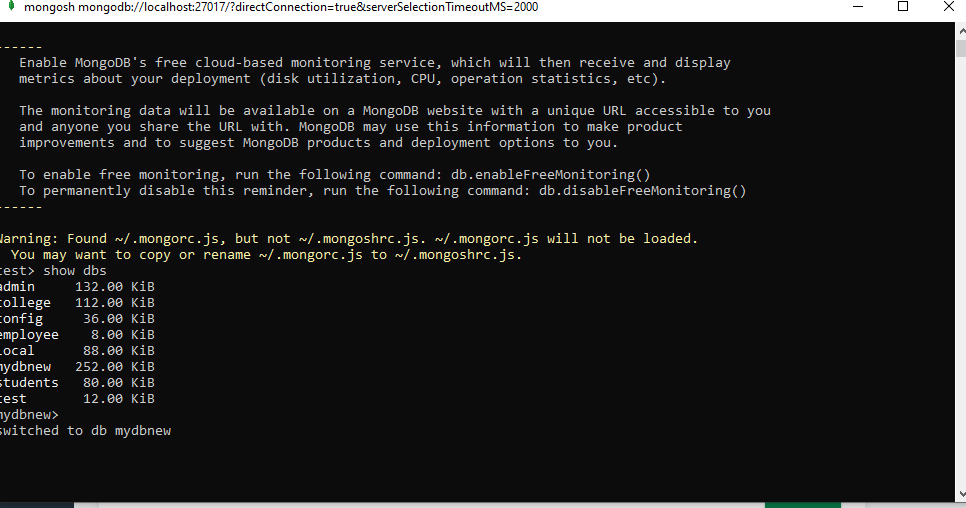 mongosh mongodb://localhost:27017/?directConnection=true&serverSelectionTimeoutMS=2000
------
Enable MongoDB's free cloud-based monitoring service, which will then receive and display
metrics about your deployment (disk utilization, CPU, operation statistics, etc).
The monitoring data will be available on a MongoDB website with a unique URL accessible to you
and anyone you share the URL with. MongoDB may use this information to make product
improvements and to suggest MongoDB products and deployment options to you.
To enable free monitoring, run the following command: db.enableFreeMonitoring()
To permanently disable this reminder, run the following command: db.disableFreeMonitoring()
------
Warning: Found ~/.mongorc.js, but not ~/.mongoshrc.js. ~/.mongorc.js will not be loaded.
You may want to copy or rename ~/.mongorc.js to ~/.mongoshrc.js.
test> show dbs
admin 132.00 KiB
college 112.00 KiB
config 36.00 KiB
employee 8.00 KiB
local 88.00 KiB
mydbnew 252.00 KiB
students 80.00 KiB
test 12.00 KiB
mydbnew>
switched to db mydbnew